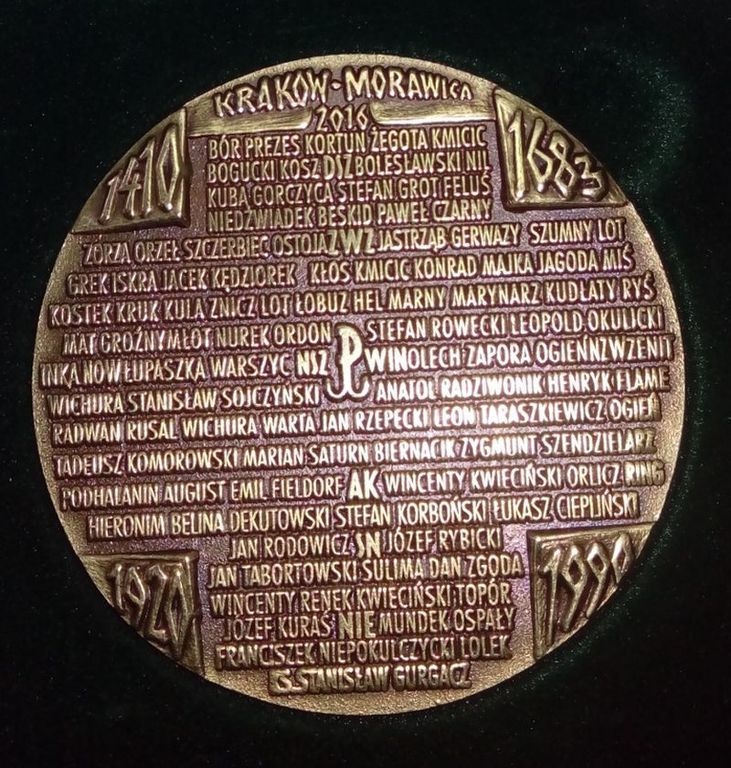 KRAKÓW · MORAWICA
2016
1410
1683
BÓR PREZES KORTUN ŻEGOTA KMICIC
BOGUCKI KOSZ DSZ BOLESŁAWSKI NIL
KUBA GORCZYCA STEFAN GROT FELUŚ
NIEDŹWIADEK BESKID PAWEŁ CZARNY
ZORZA ORZEŁ SZCZERBIEC OSTOJA ZWZ JASTRZĄB GERWAZY SZUMNY LOT
GREK ISKRA JACEK KĘDZIOREK KŁOS KMICIC KONRAD MAJKA JAGODA MIŚ
KOSTEK KRUK KULA ZNICZ LOT ŁOBUZ HEL MARNY MARYNARZ KUDŁATY RYŚ
MAT GROŹNY MŁOT NUREK ORDON STEFAN ROWECKI LEOPOLD OKULICKI
INKA NOW ŁUPASZKA WARSZYC NSZ PW WIN OLECH ZAPORA OGIEŃ NZW ZENIT
WICHURA STANISŁAW SOJCZYŃSKI ANATOL RADZIWONIK HENRYK FLAME
RADWAN RUSAL WICHURA WARTA JAN RZEPECKI LEON TARASZKIEWICZ OGIEŃ
TADEUSZ KOMOROWSKI MARIAN SATURN BIERNACIK ZYGMUNT SZENDZIELARZ
PODHALANIN AUGUST EMIL FIELDORF AK WINCENTY KWIECIŃSKI ORLICZ RING
HIERONIM BELINA DEKUTOWSKI STEFAN KORBOŃSKI ŁUKASZ CIEPLIŃSKI
JAN RODOWICZ SN JÓZEF RYBICKI
JAN TABORTOWSKI SULIMA DAN ZGODA
WINCENTY RENEK KWIECIŃSKI TOPÓR
JÓZEF KURAŚ NIE MUNDEK OSPAŁY
FRANCISZEK NIEPOKULCZYCKI LOLEK
STANISŁAW GURGACZ
1920
1990